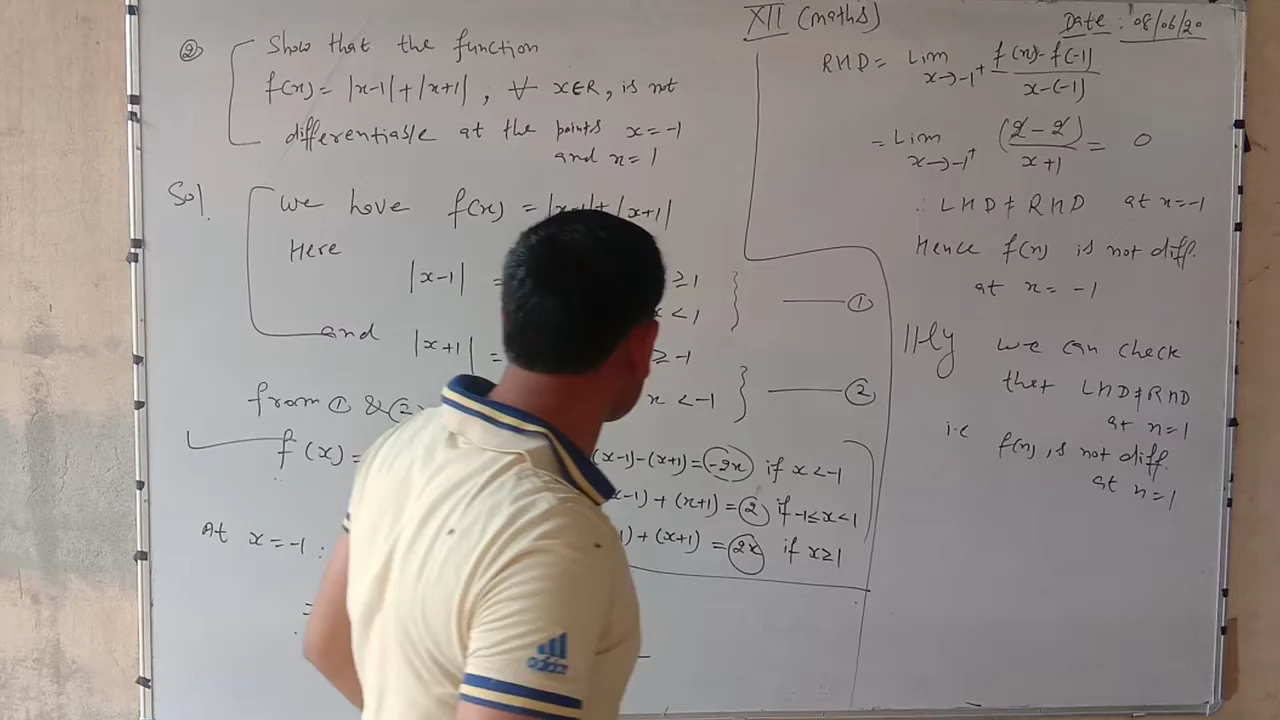 XII (maths)
Date: 08/06/20
② Show that the function
f(x) = |x-1| + |x+1|, ∀ x∈R, is not
differentiable at the points x = -1
and x = 1
Sol. We have f(x) = |x-1| + |x+1|
Here
|x-1| = ≥ 1
< 1 } —— ①
and |x+1| = ≥ -1
x < -1 } —— ②
from ① & ②
f(x) = (x-1)-(x+1) = -2x if x < -1
x-1) + (x+1) = 2 if -1 ≤ x < 1
1) + (x+1) = 2x if x ≥ 1
At x = -1 :
=
RHD = Lim x→-1⁺ f(x)-f(-1) / x-(-1)
= Lim x→-1⁺ (2-2) / x+1 = 0
∴ LHD ≠ RHD at x = -1
Hence f(x) is not diff.
at x = -1
|||ly we can check
that LHD ≠ RHD
at x = 1
i.e f(x), is not diff.
at x = 1
adidas